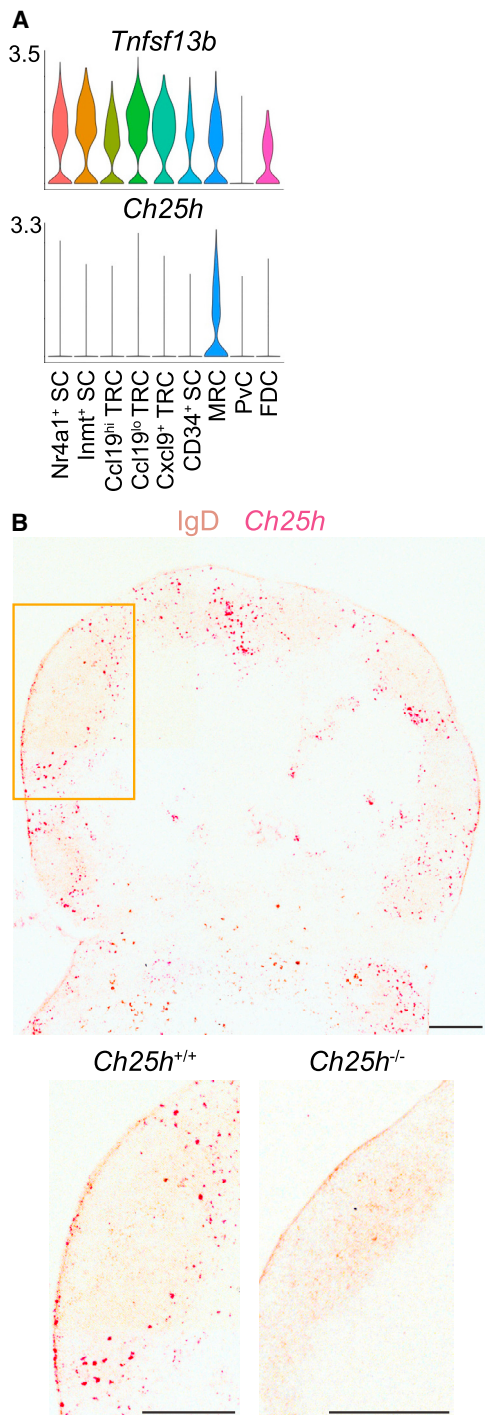 A
Tnfsf13b
3.5
Ch25h
3.3
Nr4a1⁺ SC
Inmt⁺ SC
Ccl19ʰⁱ TRC
Ccl19ˡᵒ TRC
Cxcl9⁺ TRC
CD34⁺ SC
MRC
PvC
FDC
B
IgD Ch25h
Ch25h⁺/⁺ Ch25h⁻/⁻